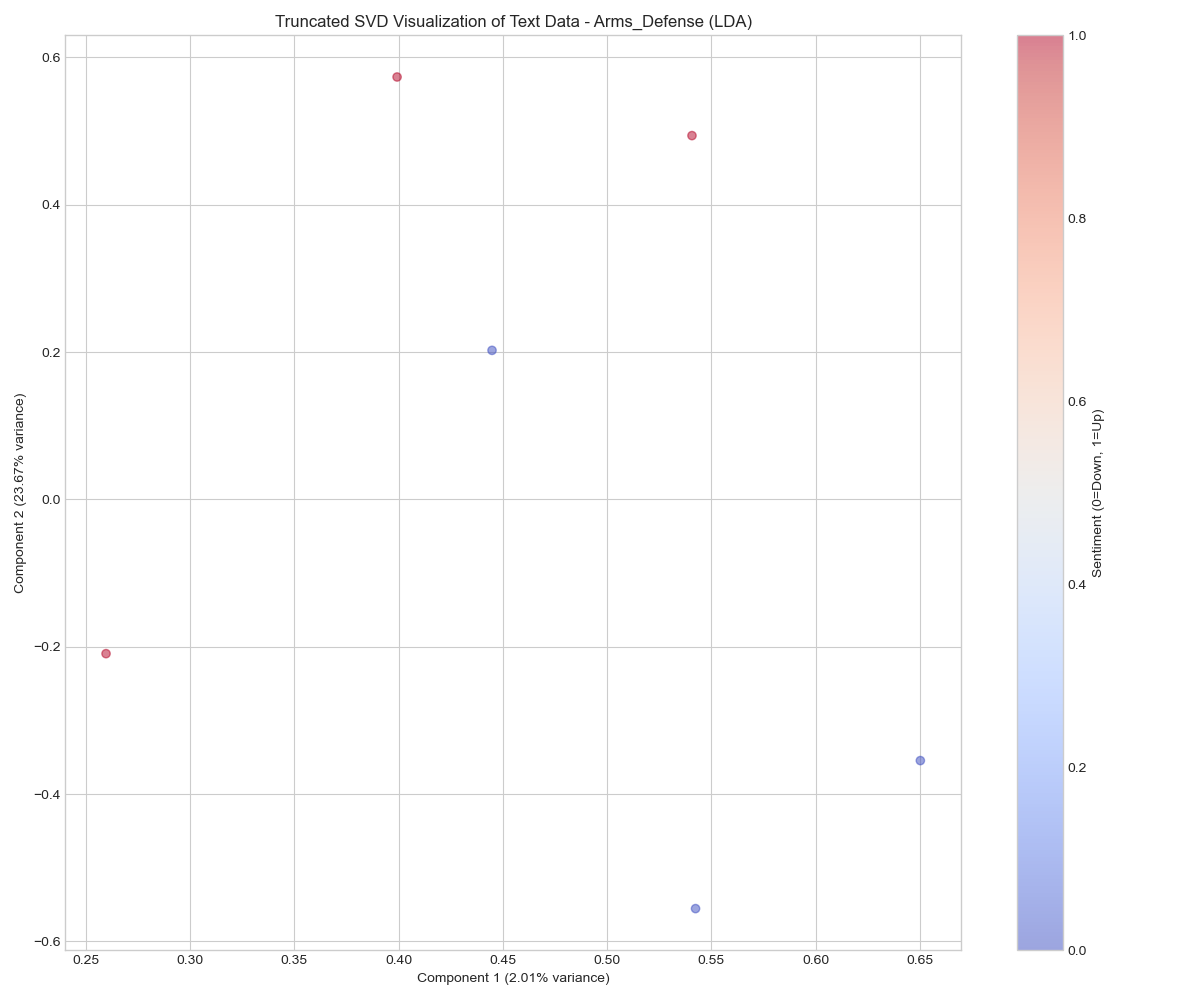 Truncated SVD Visualization of Text Data - Arms_Defense (LDA)
0.6
0.4
0.2
0.0
−0.2
−0.4
−0.6
Component 2 (23.67% variance)
0.25 0.30 0.35 0.40 0.45 0.50 0.55 0.60 0.65
Component 1 (2.01% variance)
1.0
0.8
0.6
0.4
0.2
0.0
Sentiment (0=Down, 1=Up)